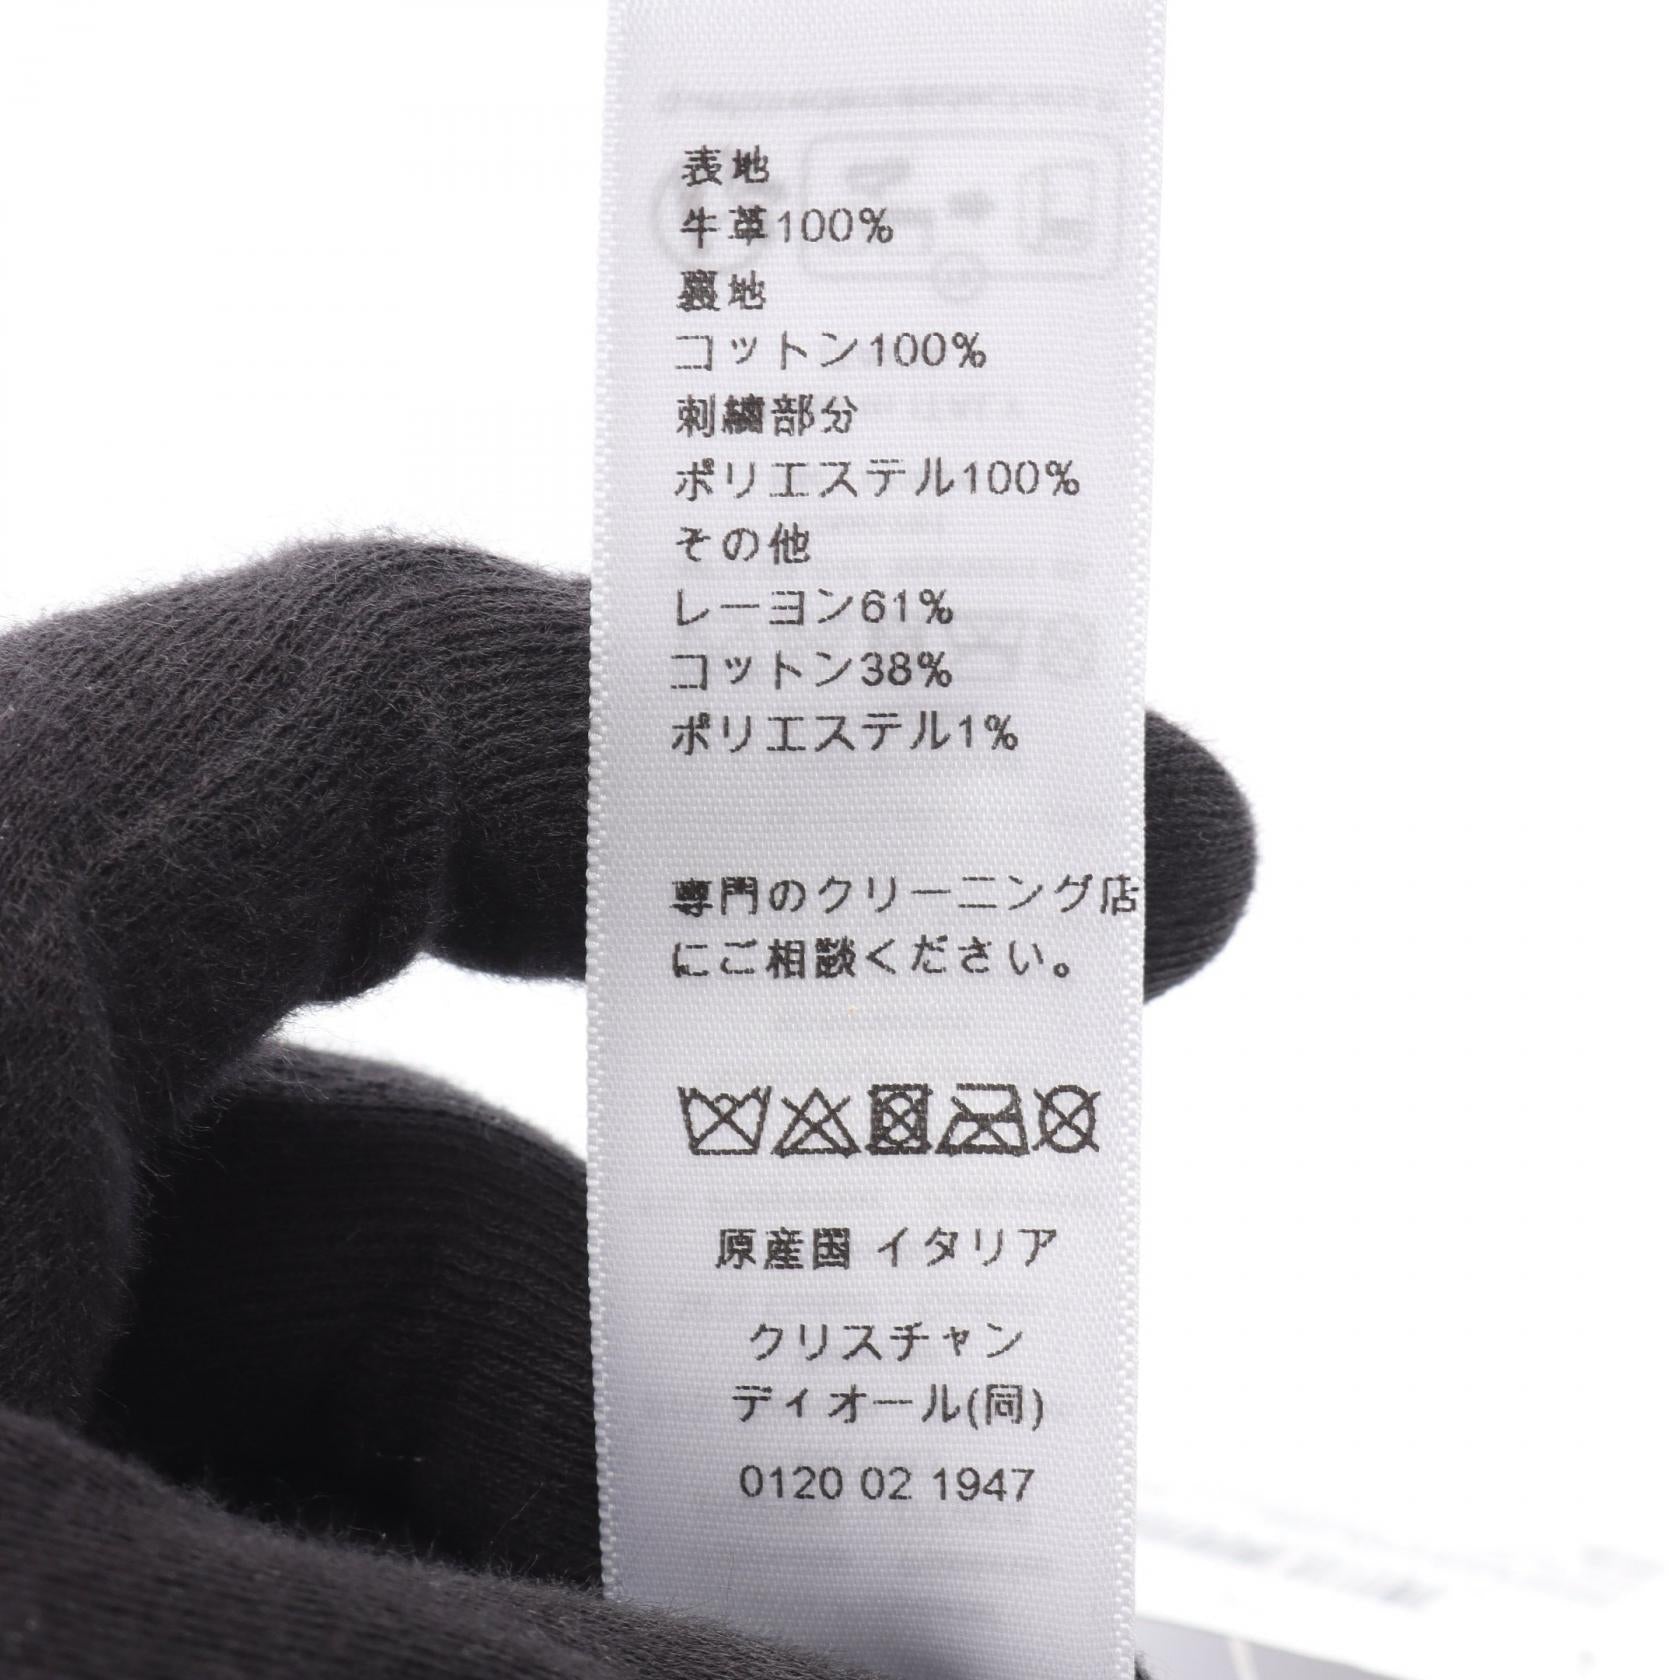 表地
牛革100%
裏地
コットン100%
刺繍部分
ポリエステル100%
その他
レーヨン61%
コットン38%
ポリエステル1%
専門のクリーニング店
にご相談ください。
原産国 イタリア
クリスチャン
ディオール(同)
0120 02 1947